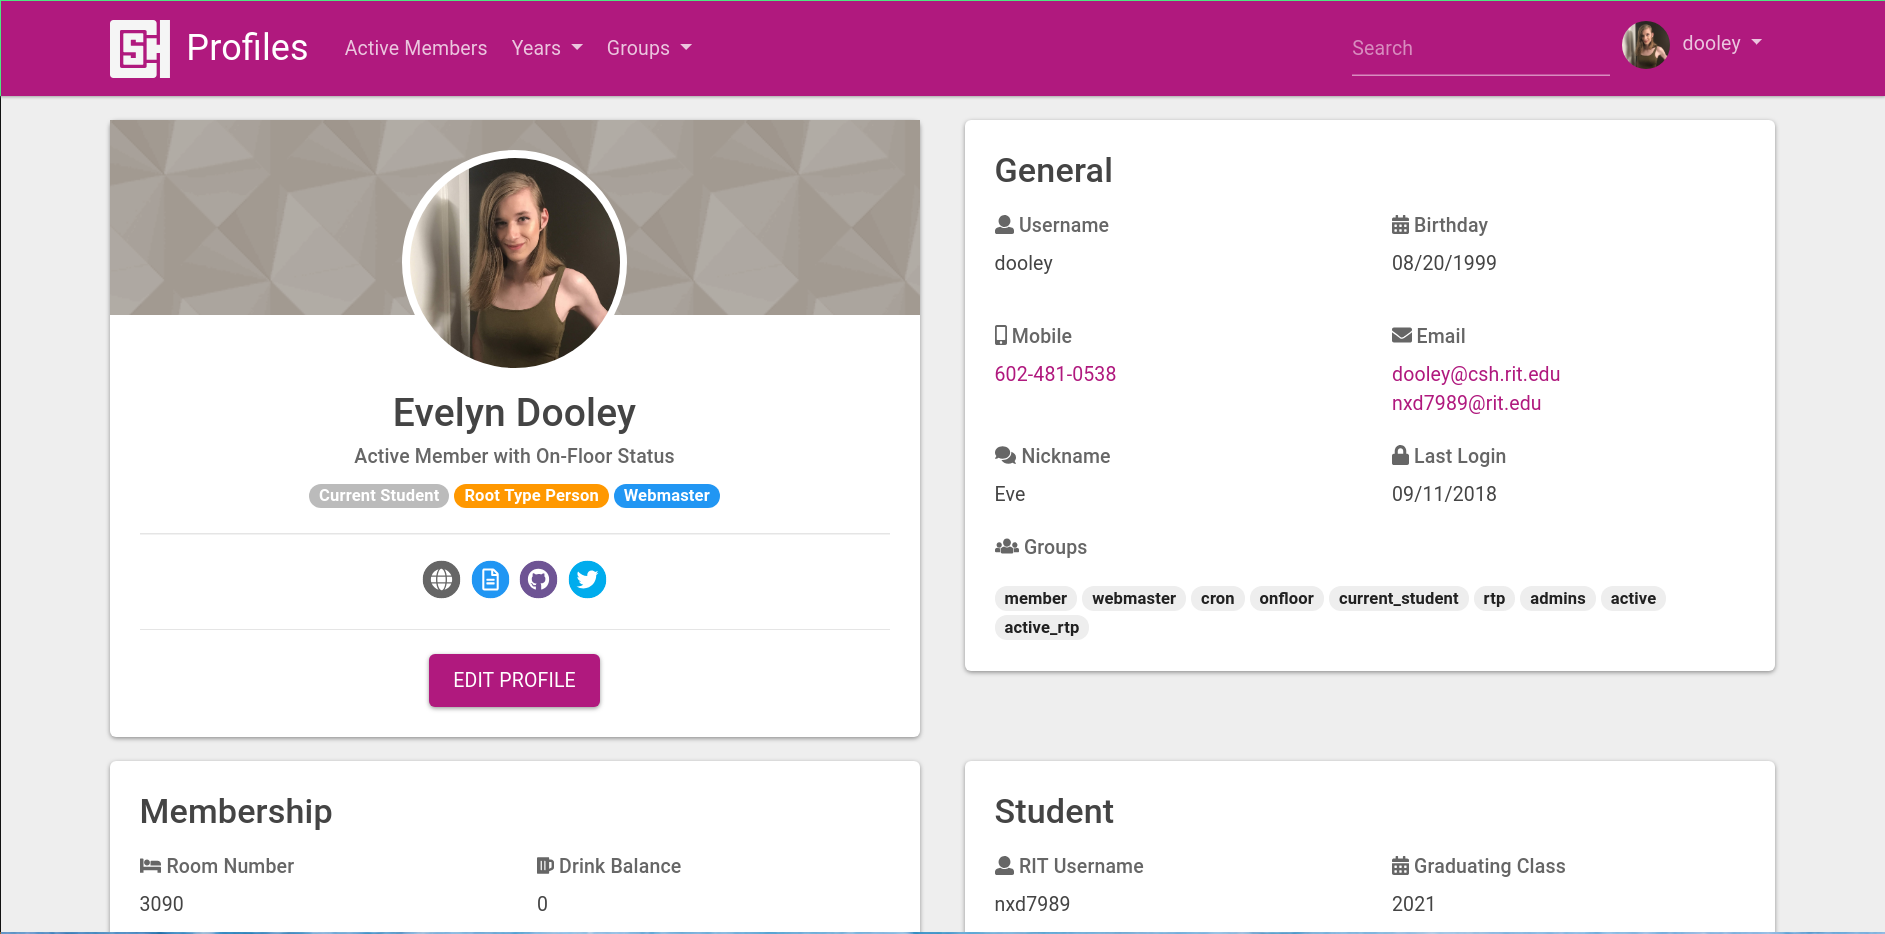 Profiles
Active Members
Years
Groups
Search
dooley
Evelyn Dooley
Active Member with On-Floor Status
Current Student Root Type Person Webmaster
EDIT PROFILE
General
Username
dooley
Birthday
08/20/1999
Mobile
602-481-0538
Email
dooley@csh.rit.edu
nxd7989@rit.edu
Nickname
Eve
Last Login
09/11/2018
Groups
member webmaster cron onfloor current_student rtp admins active
active_rtp
Membership
Room Number
3090
Drink Balance
0
Student
RIT Username
nxd7989
Graduating Class
2021